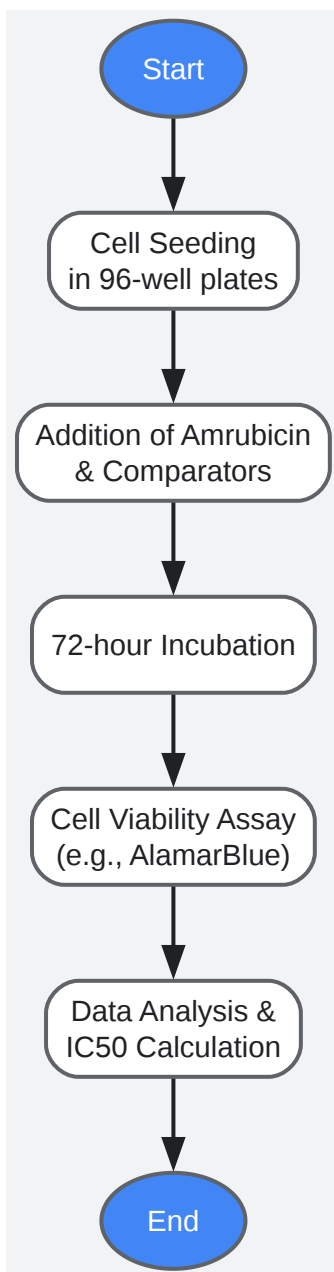 Start
Cell Seeding
in 96-well plates
Addition of Amrubicin
& Comparators
72-hour Incubation
Cell Viability Assay
(e.g., AlamarBlue)
Data Analysis &
IC50 Calculation
End